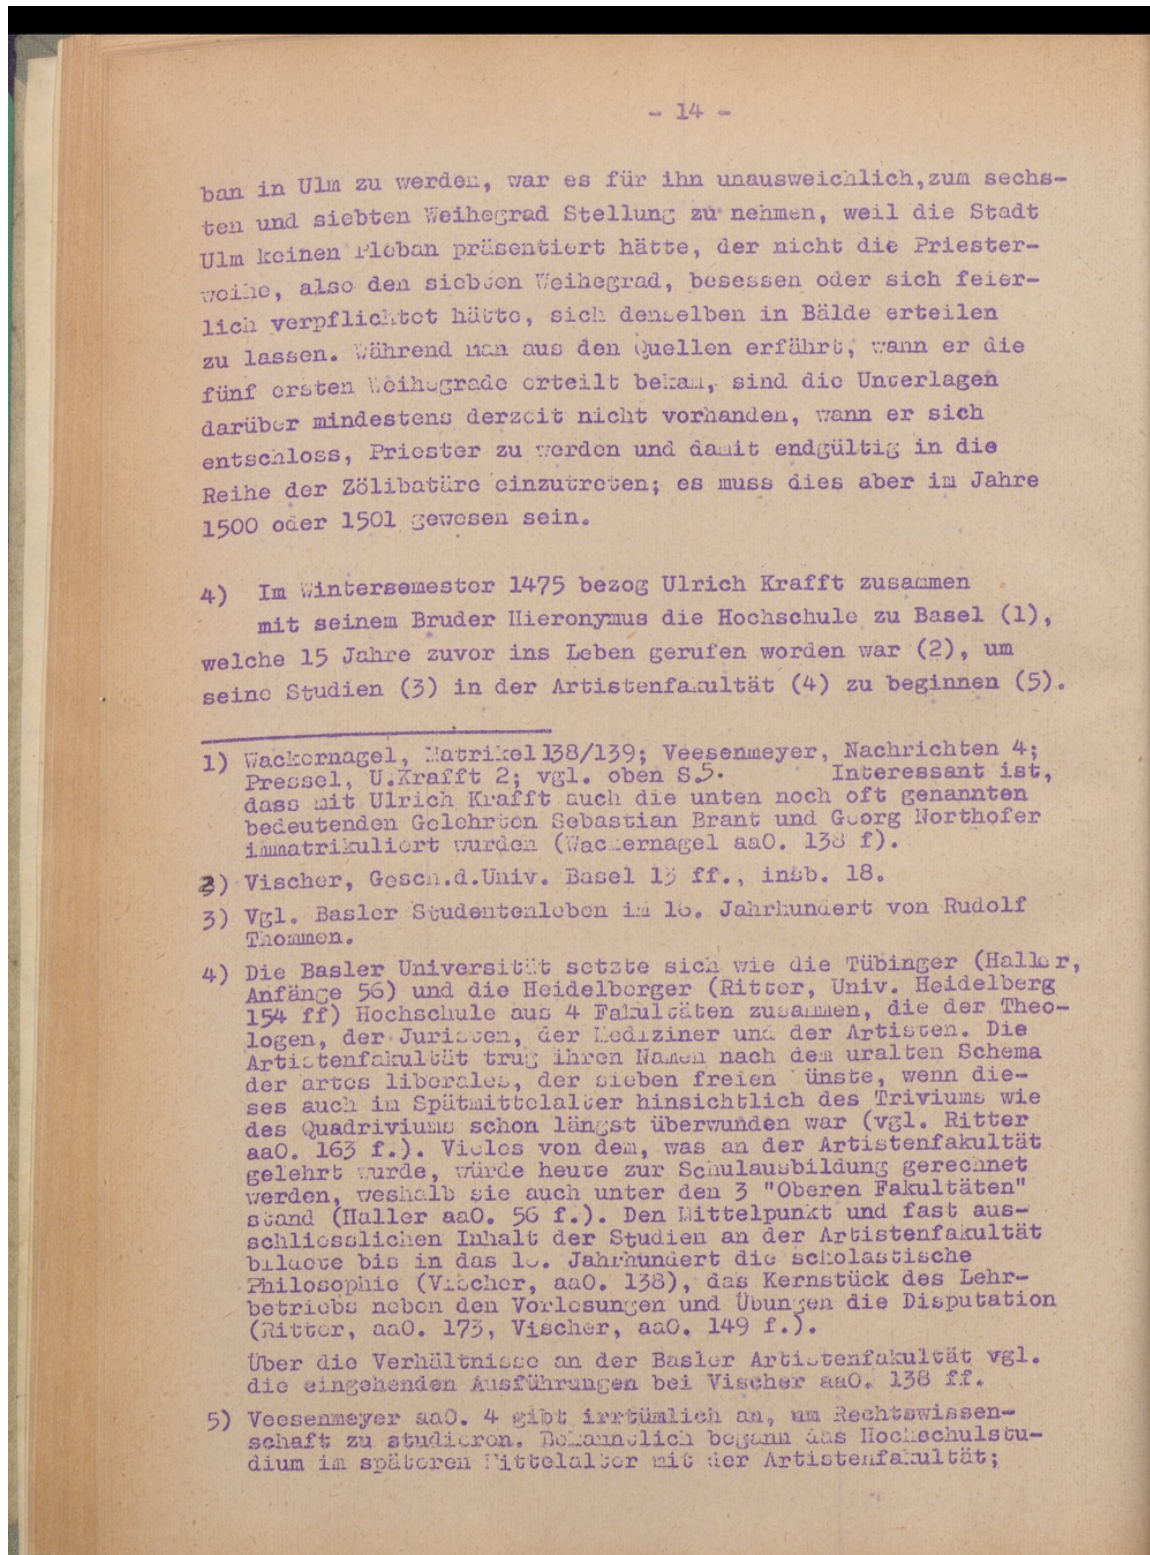 - 14 -
ban in Ulm zu werden, war es für ihn unausweichlich,zum sechs-
ten und siebten Weihegrad Stellung zu nehmen, weil die Stadt
Ulm keinen Pleban präsentiert hätte, der nicht die Priester-
weihe, also den siebten Weihegrad, besessen oder sich feier-
lich verpflichtet hätte, sich denselben in Bälde erteilen
zu lassen. Während man aus den Quellen erfährt, wann er die
fünf ersten Weihegrade erteilt bekam, sind die Unterlagen
darüber mindestens derzeit nicht vorhanden, wann er sich
entschloss, Priester zu werden und damit endgültig in die
Reihe der Zölibatäre einzutreten; es muss dies aber im Jahre
1500 oder 1501 gewesen sein.
4) Im Wintersemester 1475 bezog Ulrich Krafft zusammen
mit seinem Bruder Hieronymus die Hochschule zu Basel (1),
welche 15 Jahre zuvor ins Leben gerufen worden war (2), um
seine Studien (3) in der Artistenfakultät (4) zu beginnen (5).
1) Wackernagel, Matrikel 138/139; Veesenmeyer, Nachrichten 4;
Pressel, U.Krafft 2; vgl. oben S.5. Interessant ist,
dass mit Ulrich Krafft auch die unten noch oft genannten
bedeutenden Gelehrten Sebastian Brant und Georg Northofer
immatrikuliert wurden (Wackernagel aaO. 138 f).
2) Vischer, Gesch.d.Univ. Basel 13 ff., insb. 18.
3) Vgl. Basler Studentenleben im 16. Jahrhundert von Rudolf
Thommen.
4) Die Basler Universität setzte sich wie die Tübinger (Haller,
Anfänge 56) und die Heidelberger (Ritter, Univ. Heidelberg
154 ff) Hochschule aus 4 Fakultäten zusammen, die der Theo-
logen, der Juristen, der Mediziner und der Artisten. Die
Artistenfakultät trug ihren Namen nach dem uralten Schema
der artes liberales, der sieben freien Künste, wenn die-
ses auch im Spätmittelalter hinsichtlich des Triviums wie
des Quadriviums schon längst überwunden war (vgl. Ritter
aaO. 163 f.). Vieles von dem, was an der Artistenfakultät
gelehrt wurde, würde heute zur Schulausbildung gerechnet
werden, weshalb sie auch unter den 3 "Oberen Fakultäten"
stand (Haller aaO. 56 f.). Den Mittelpunkt und fast aus-
schliesslichen Inhalt der Studien an der Artistenfakultät
bildete bis in das 16. Jahrhundert die scholastische
Philosophie (Vischer, aaO. 138), das Kernstück des Lehr-
betriebs neben den Vorlesungen und Übungen die Disputation
(Ritter, aaO. 173, Vischer, aaO. 149 f.).
Über die Verhältnisse an der Basler Artistenfakultät vgl.
die eingehenden Ausführungen bei Vischer aaO. 138 ff.
5) Veesenmeyer aaO. 4 gibt irrtümlich an, um Rechtswissen-
schaft zu studieren. Bekanntlich begann das Hochschulstu-
dium im späteren Mittelalter mit der Artistenfakultät;